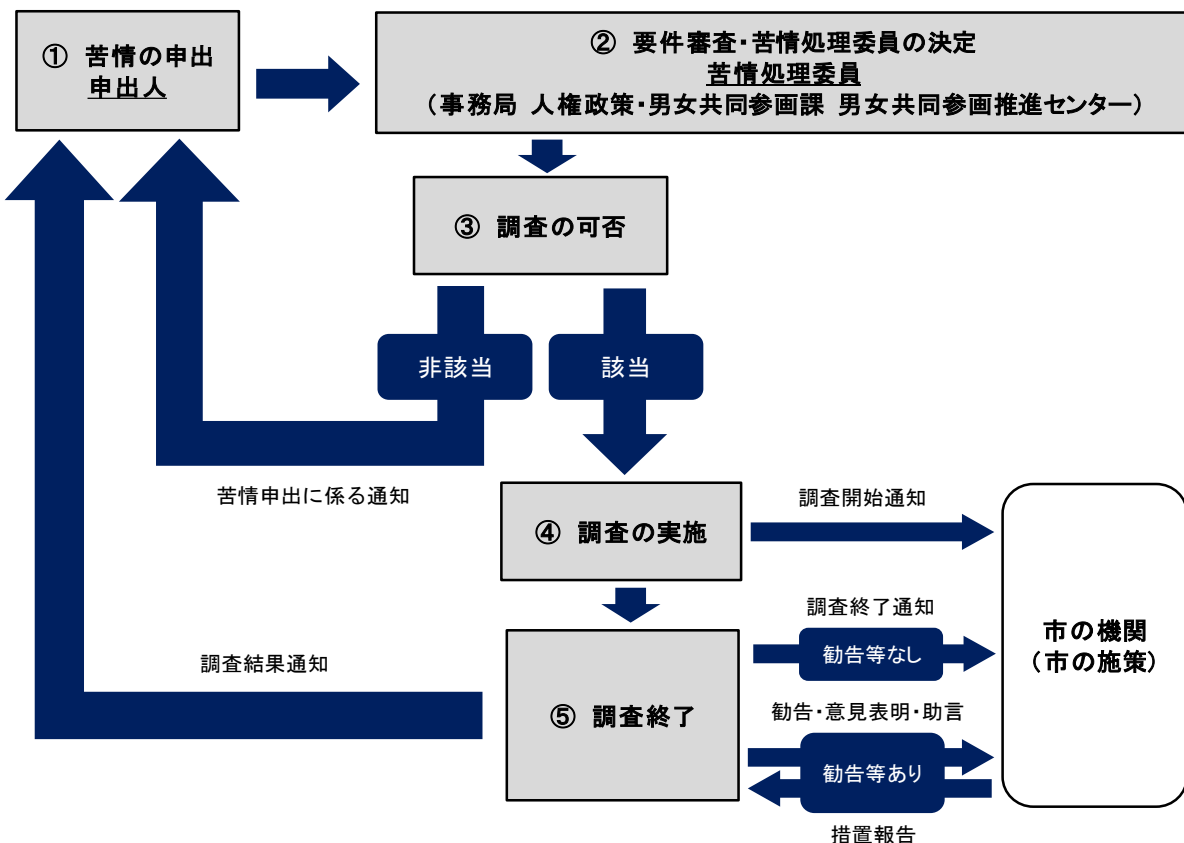 ① 苦情の申出
申出人
② 要件審査・苦情処理委員の決定
苦情処理委員
（事務局 人権政策・男女共同参画課 男女共同参画推進センター）
③ 調査の可否
非該当
該当
苦情申出に係る通知
④ 調査の実施
調査開始通知
調査終了通知
勧告等なし
市の機関
（市の施策）
調査結果通知
⑤ 調査終了
勧告・意見表明・助言
勧告等あり
措置報告